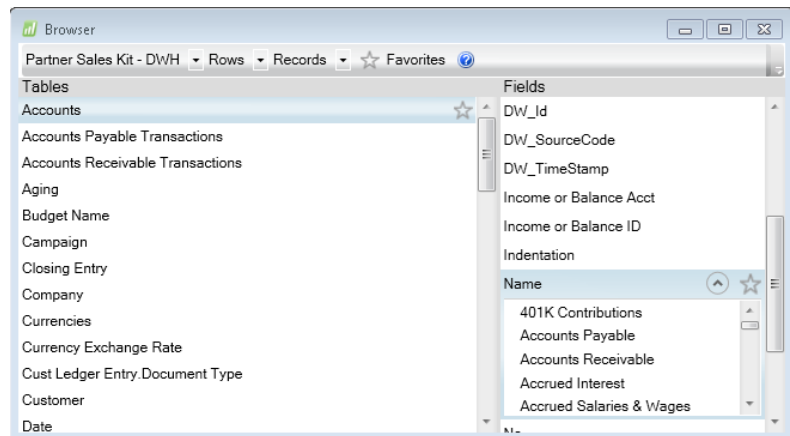 Browser
Partner Sales Kit - DWH Rows Records Favorites ?
Tables
Accounts
Accounts Payable Transactions
Accounts Receivable Transactions
Aging
Budget Name
Campaign
Closing Entry
Company
Currencies
Currency Exchange Rate
Cust Ledger Entry.Document Type
Customer
Date
Fields
DW_Id
DW_SourceCode
DW_TimeStamp
Income or Balance Acct
Income or Balance ID
Indentation
Name
401K Contributions
Accounts Payable
Accounts Receivable
Accrued Interest
Accrued Salaries & Wages